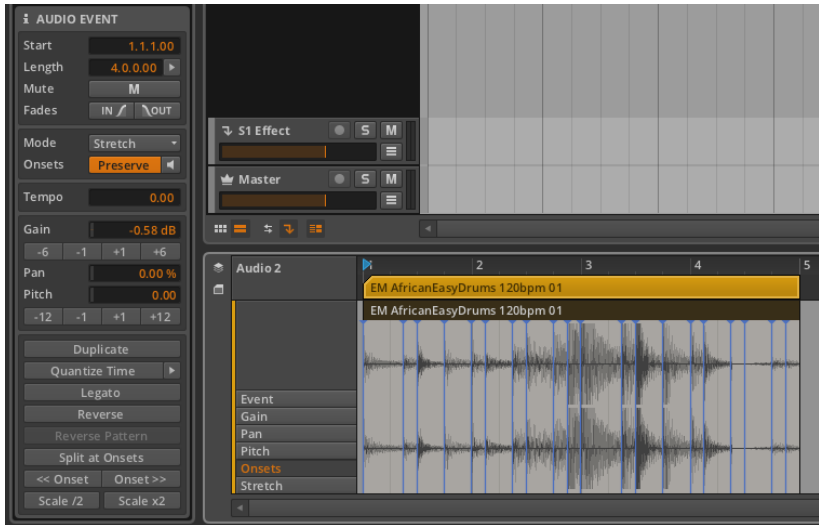 i AUDIO EVENT
Start 1.1.1.00
Length 4.0.0.00
Mute M
Fades IN OUT
Mode Stretch
Onsets Preserve
Tempo 0.00
Gain -0.58 dB
-6 -1 +1 +6
Pan 0.00 %
Pitch 0.00
-12 -1 +1 +12
Duplicate
Quantize Time
Legato
Reverse
Reverse Pattern
Split at Onsets
<< Onset Onset >>
Scale /2 Scale x2
S1 Effect S M
Master S M
Audio 2
2 3 4 5
EM AfricanEasyDrums 120bpm 01
EM AfricanEasyDrums 120bpm 01
Event
Gain
Pan
Pitch
Onsets
Stretch